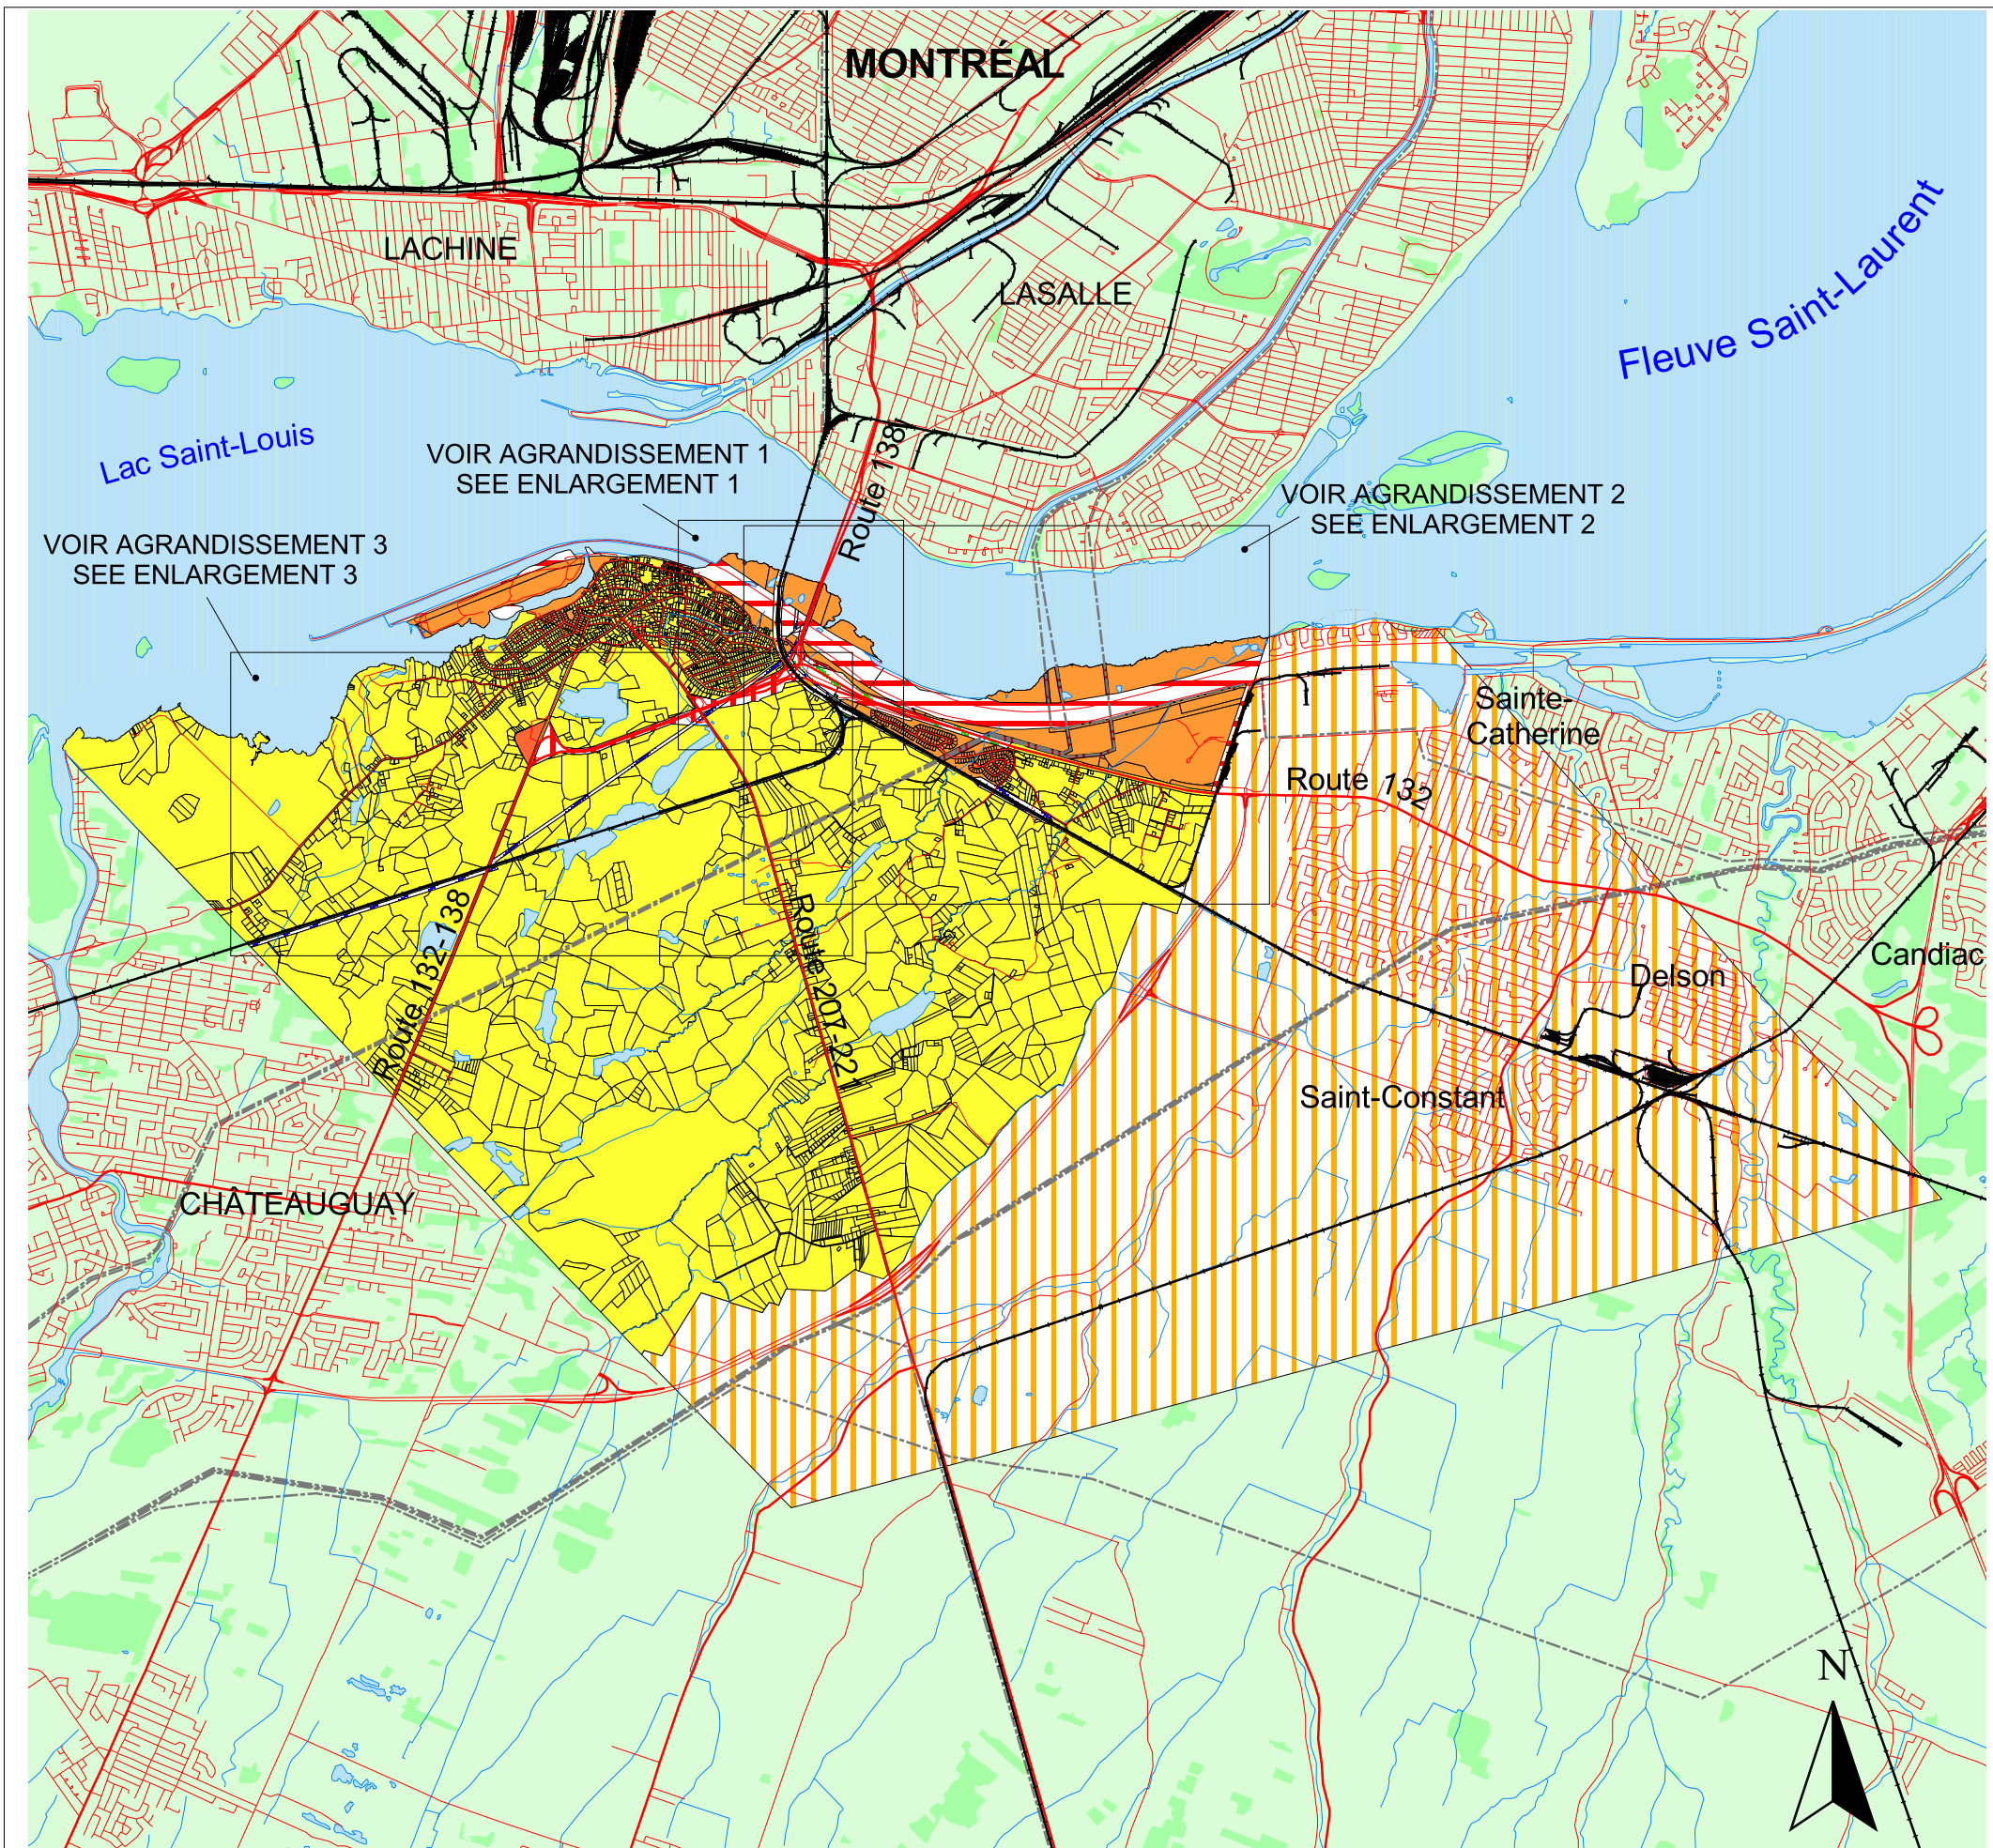 MONTRÉAL
LACHINE
LASALLE
Fleuve Saint-Laurent
Lac Saint-Louis
VOIR AGRANDISSEMENT 1
SEE ENLARGEMENT 1
Route 138
VOIR AGRANDISSEMENT 2
SEE ENLARGEMENT 2
VOIR AGRANDISSEMENT 3
SEE ENLARGEMENT 3
Sainte-
Catherine
Route 132
Route 132-138
Route 207-221
Candiac
Delson
Saint-Constant
CHÂTEAUGUAY
N